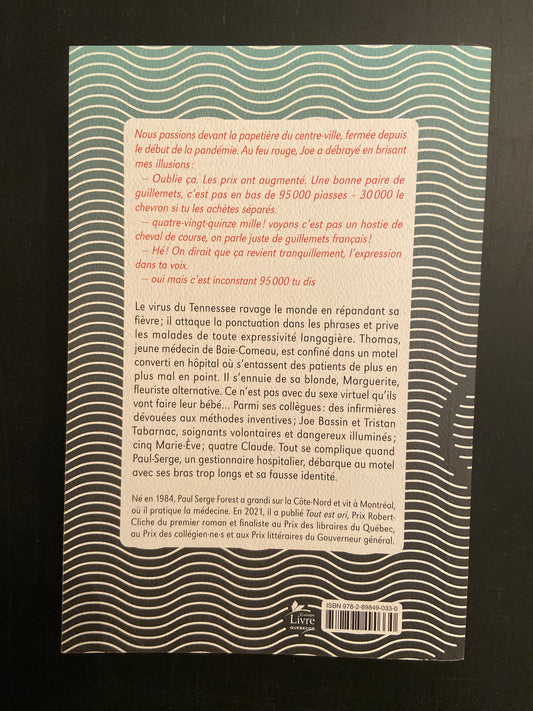 Nous passions devant la papetière du centre-ville, fermée depuis
le début de la pandémie. Au feu rouge, Joe a débrayé en brisant
mes illusions :
— Oublie ça. Les prix ont augmenté. Une bonne paire de
guillemets, c'est pas en bas de 95 000 piasses – 30 000 le
chevron si tu les achètes séparés.
— quatre-vingt-quinze mille ! voyons c'est pas un hostie de
cheval de course, on parle juste de guillemets français !
— Hé ! On dirait que ça revient tranquillement, l'expression
dans ta voix.
— oui mais c'est inconstant 95 000 tu dis
Le virus du Tennessee ravage le monde en répandant sa
fièvre ; il attaque la ponctuation dans les phrases et prive
les malades de toute expressivité langagière. Thomas,
jeune médecin de Baie-Comeau, est confiné dans un motel
converti en hôpital où s'entassent des patients de plus
en plus mal en point. Il s'ennuie de sa blonde, Marguerite,
fleuriste alternative. Ce n'est pas avec du sexe virtuel qu'ils
vont faire leur bébé... Parmi ses collègues : des infirmières
dévouées aux méthodes inventives ; Joe Bassin et Tristan
Tabarnac, soignants volontaires et dangereux illuminés ;
cinq Marie-Ève ; quatre Claude. Tout se complique quand
Paul-Serge, un gestionnaire hospitalier, débarque au motel
avec ses bras trop longs et sa fausse identité.
Né en 1984, Paul Serge Forest a grandi sur la Côte-Nord et vit à Montréal,
où il pratique la médecine. En 2021, il a publié Tout est ori, Prix Robert-
Cliche du premier roman et finaliste au Prix des libraires du Québec,
au Prix des collégien·ne·s et aux Prix littéraires du Gouverneur général.
ISBN 978-2-89849-033-0
Groupe
Livre
QUÉBECOR